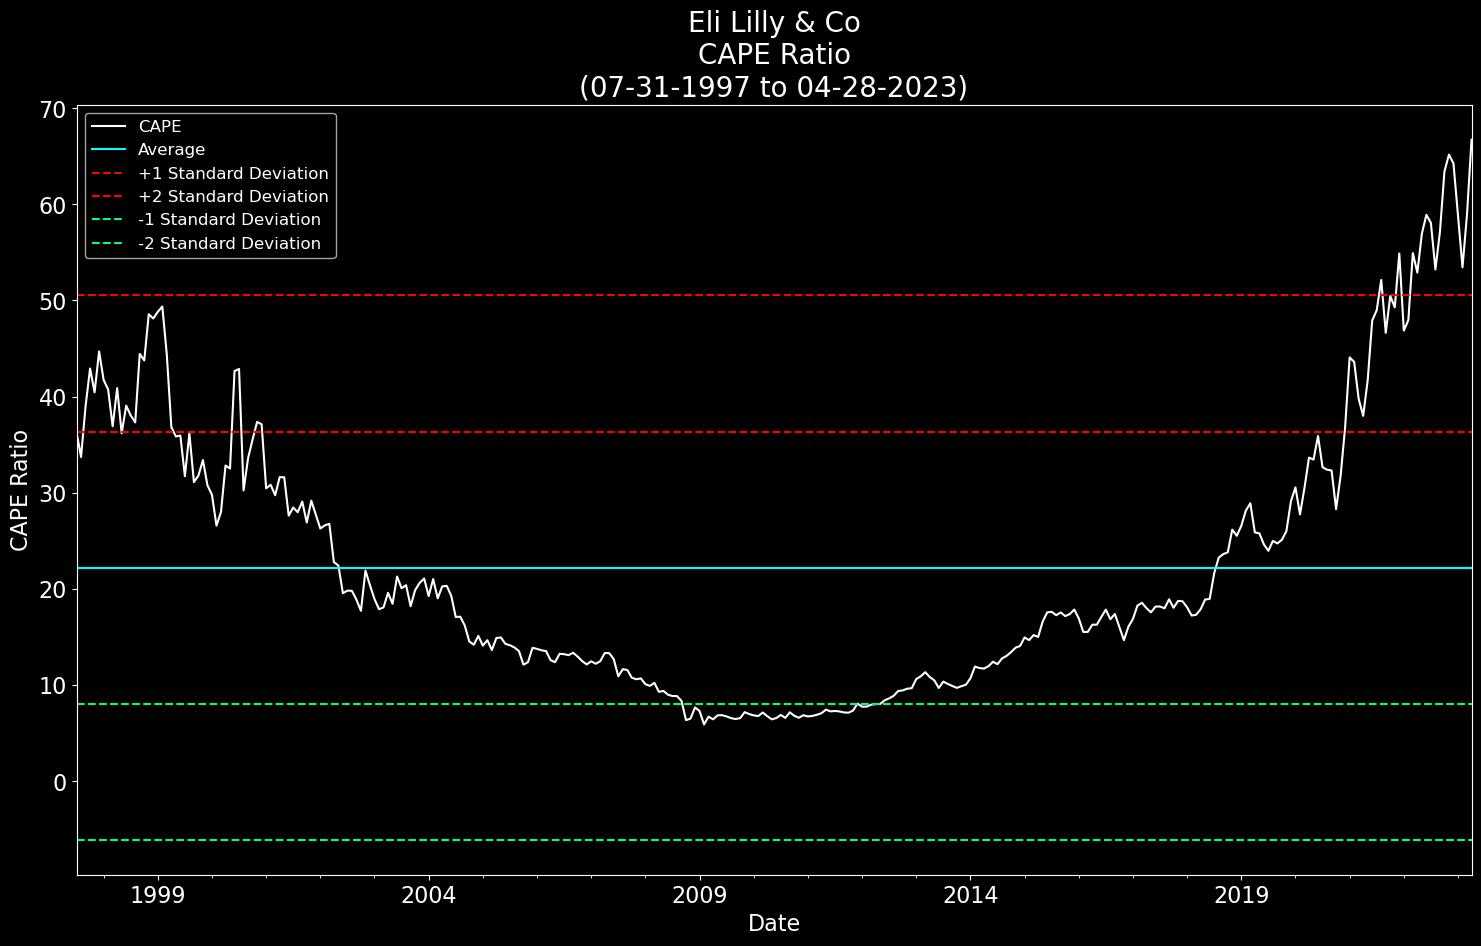 Eli Lilly & Co
CAPE Ratio
(07-31-1997 to 04-28-2023)
CAPE
Average
+1 Standard Deviation
+2 Standard Deviation
-1 Standard Deviation
-2 Standard Deviation
70
60
50
40
30
20
10
0
CAPE Ratio
1999
2004
2009
2014
2019
Date